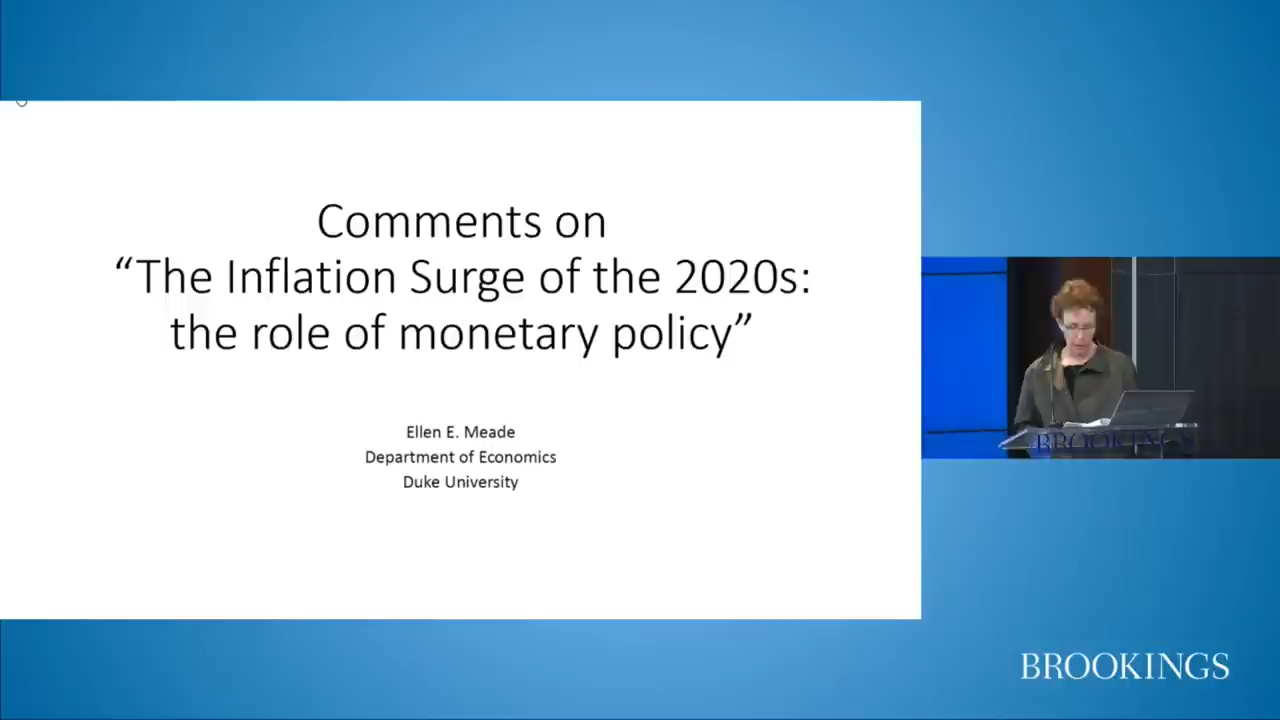 Comments on
“The Inflation Surge of the 2020s:
the role of monetary policy”
Ellen E. Meade
Department of Economics
Duke University
BROOKINGS
BROOKINGS